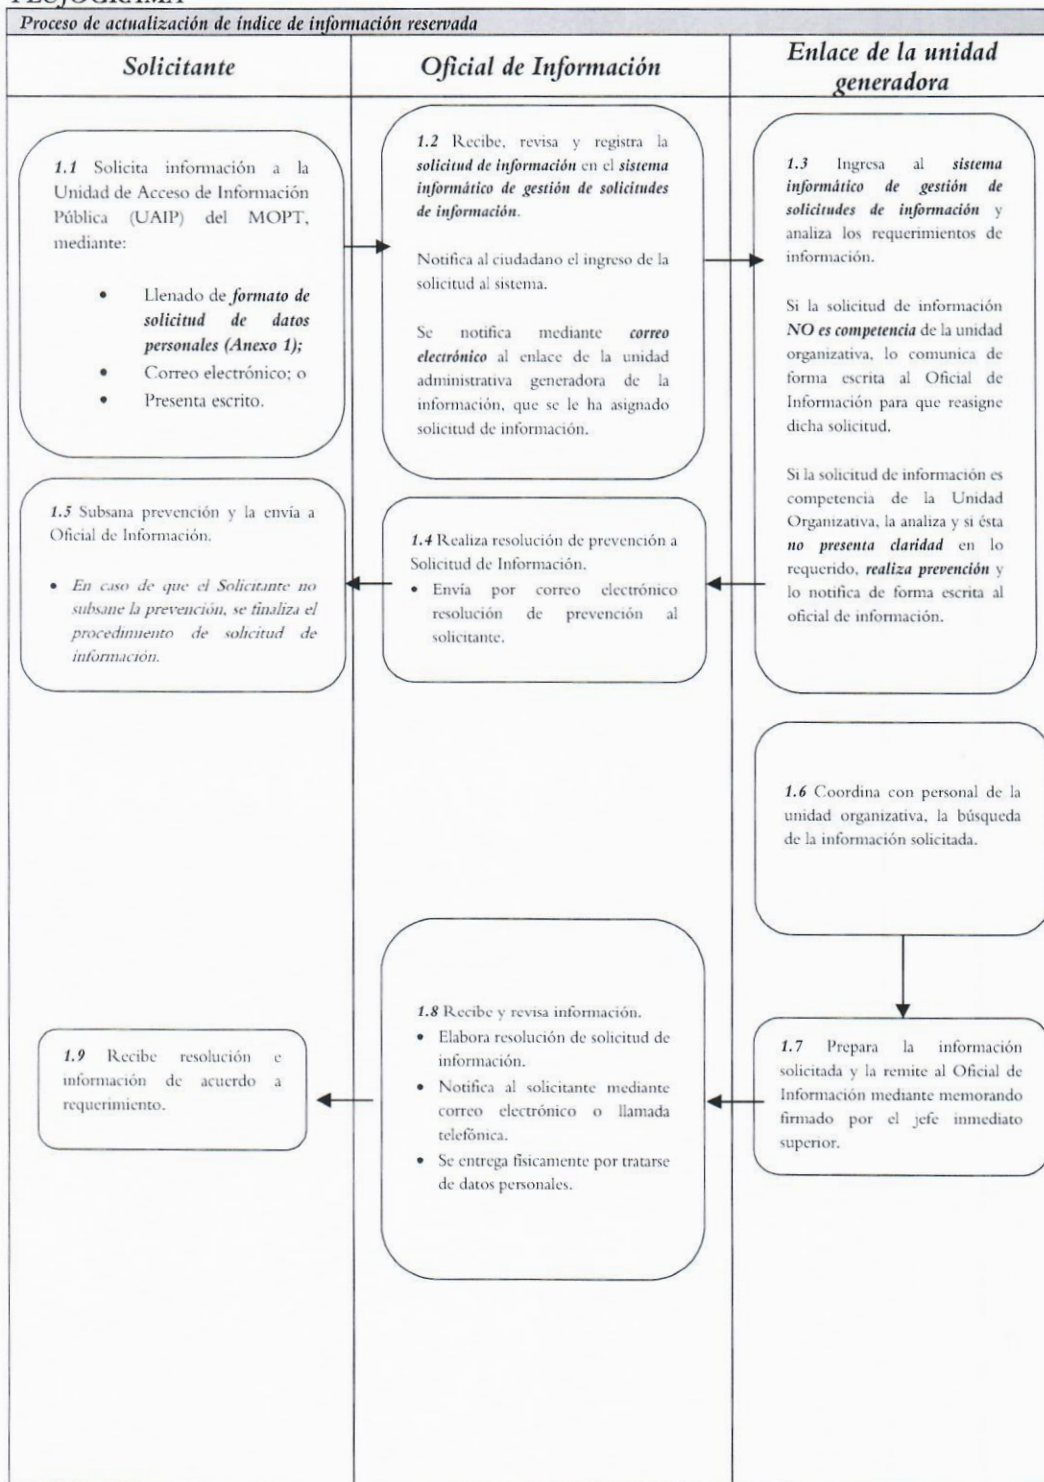 FLUJOGRAMA
Proceso de actualización de índice de información reservada
Solicitante
Oficial de Información
Enlace de la unidad
generadora
1.1 Solicita información a la
Unidad de Acceso de Información
Pública (UAIP) del MOPT,
mediante:
• Llenado de formato de
solicitud de datos
personales (Anexo 1);
• Correo electrónico; o
• Presenta escrito.
1.2 Recibe, revisa y registra la
solicitud de información en el sistema
informático de gestión de solicitudes
de información.
Notifica al ciudadano el ingreso de la
solicitud al sistema.
Se notifica mediante correo
electrónico al enlace de la unidad
administrativa generadora de la
información, que se le ha asignado
solicitud de información.
1.3 Ingresa al sistema
informático de gestión de
solicitudes de información y
analiza los requerimientos de
información.
Si la solicitud de información
NO es competencia de la unidad
organizativa, lo comunica de
forma escrita al Oficial de
Información para que reasigne
dicha solicitud.
Si la solicitud de información es
competencia de la Unidad
Organizativa, la analiza y si ésta
no presenta claridad en lo
requerido, realiza prevención y
lo notifica de forma escrita al
oficial de información.
1.4 Realiza resolución de prevención a
Solicitud de Información.
• Envía por correo electrónico
resolución de prevención al
solicitante.
1.5 Subsana prevención y la envía a
Oficial de Información.
• En caso de que el Solicitante no
subsane la prevención, se finaliza el
procedimiento de solicitud de
información.
1.6 Coordina con personal de la
unidad organizativa, la búsqueda
de la información solicitada.
1.7 Prepara la información
solicitada y la remite al Oficial de
Información mediante memorando
firmado por el jefe inmediato
superior.
1.8 Recibe y revisa información.
• Elabora resolución de solicitud de
información.
• Notifica al solicitante mediante
correo electrónico o llamada
telefónica.
• Se entrega físicamente por tratarse
de datos personales.
1.9 Recibe resolución e
información de acuerdo a
requerimiento.